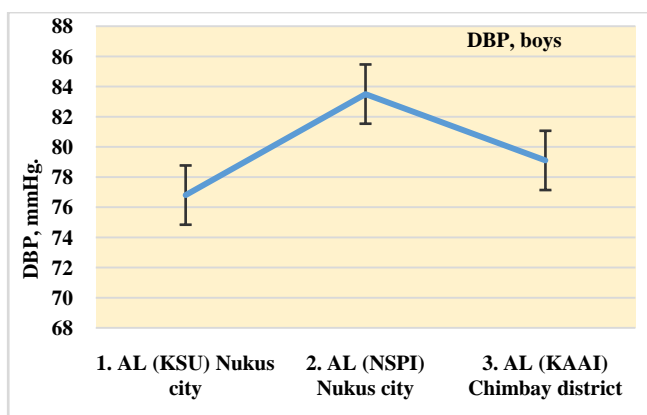 DBP, boys
DBP, mmHg.
88
86
84
82
80
78
76
74
72
70
68
1. AL (KSU) Nukus
city
2. AL (NSPI)
Nukus city
3. AL (KAAI)
Chimbay district